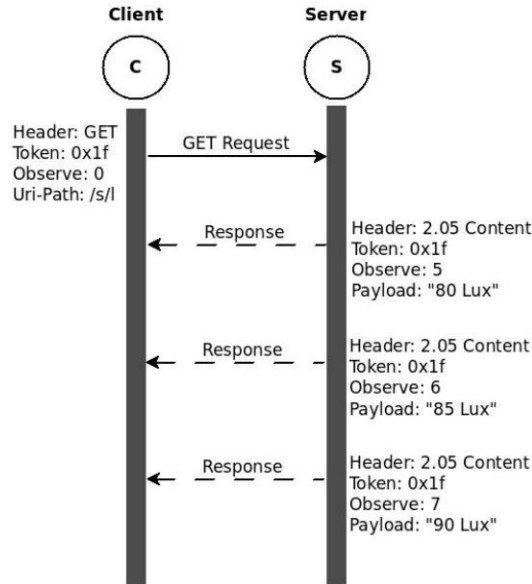 Client
Server
C
S
Header: GET
Token: 0x1f
Observe: 0
Uri-Path: /s/l
GET Request
Response
Header: 2.05 Content
Token: 0x1f
Observe: 5
Payload: "80 Lux"
Response
Header: 2.05 Content
Token: 0x1f
Observe: 6
Payload: "85 Lux"
Response
Header: 2.05 Content
Token: 0x1f
Observe: 7
Payload: "90 Lux"